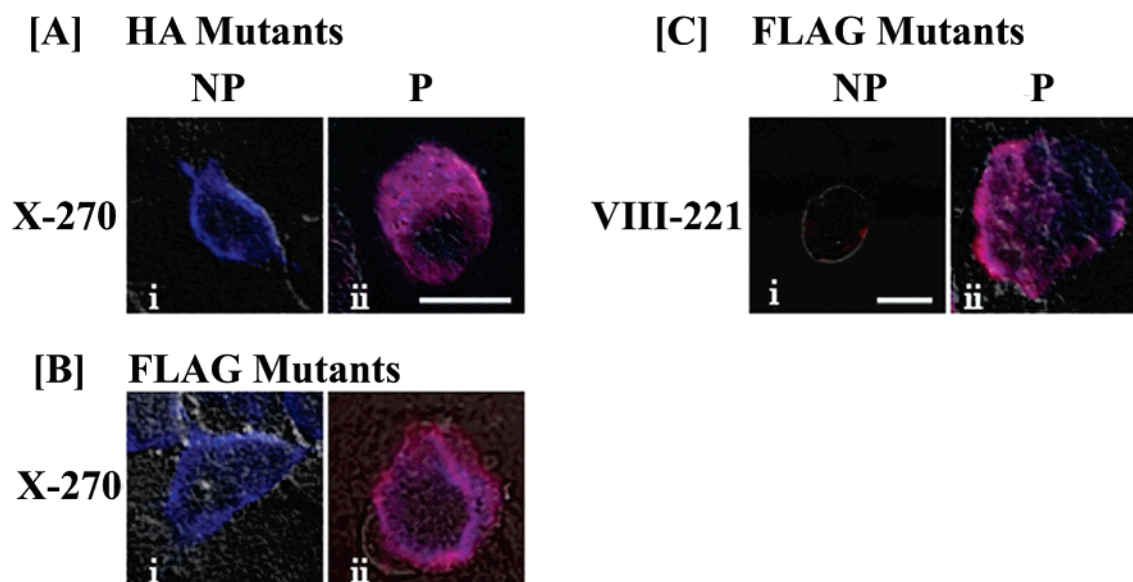 [A] HA Mutants
NP P
X-270
i ii
[B] FLAG Mutants
X-270
i ii
[C] FLAG Mutants
NP P
VIII-221
i ii